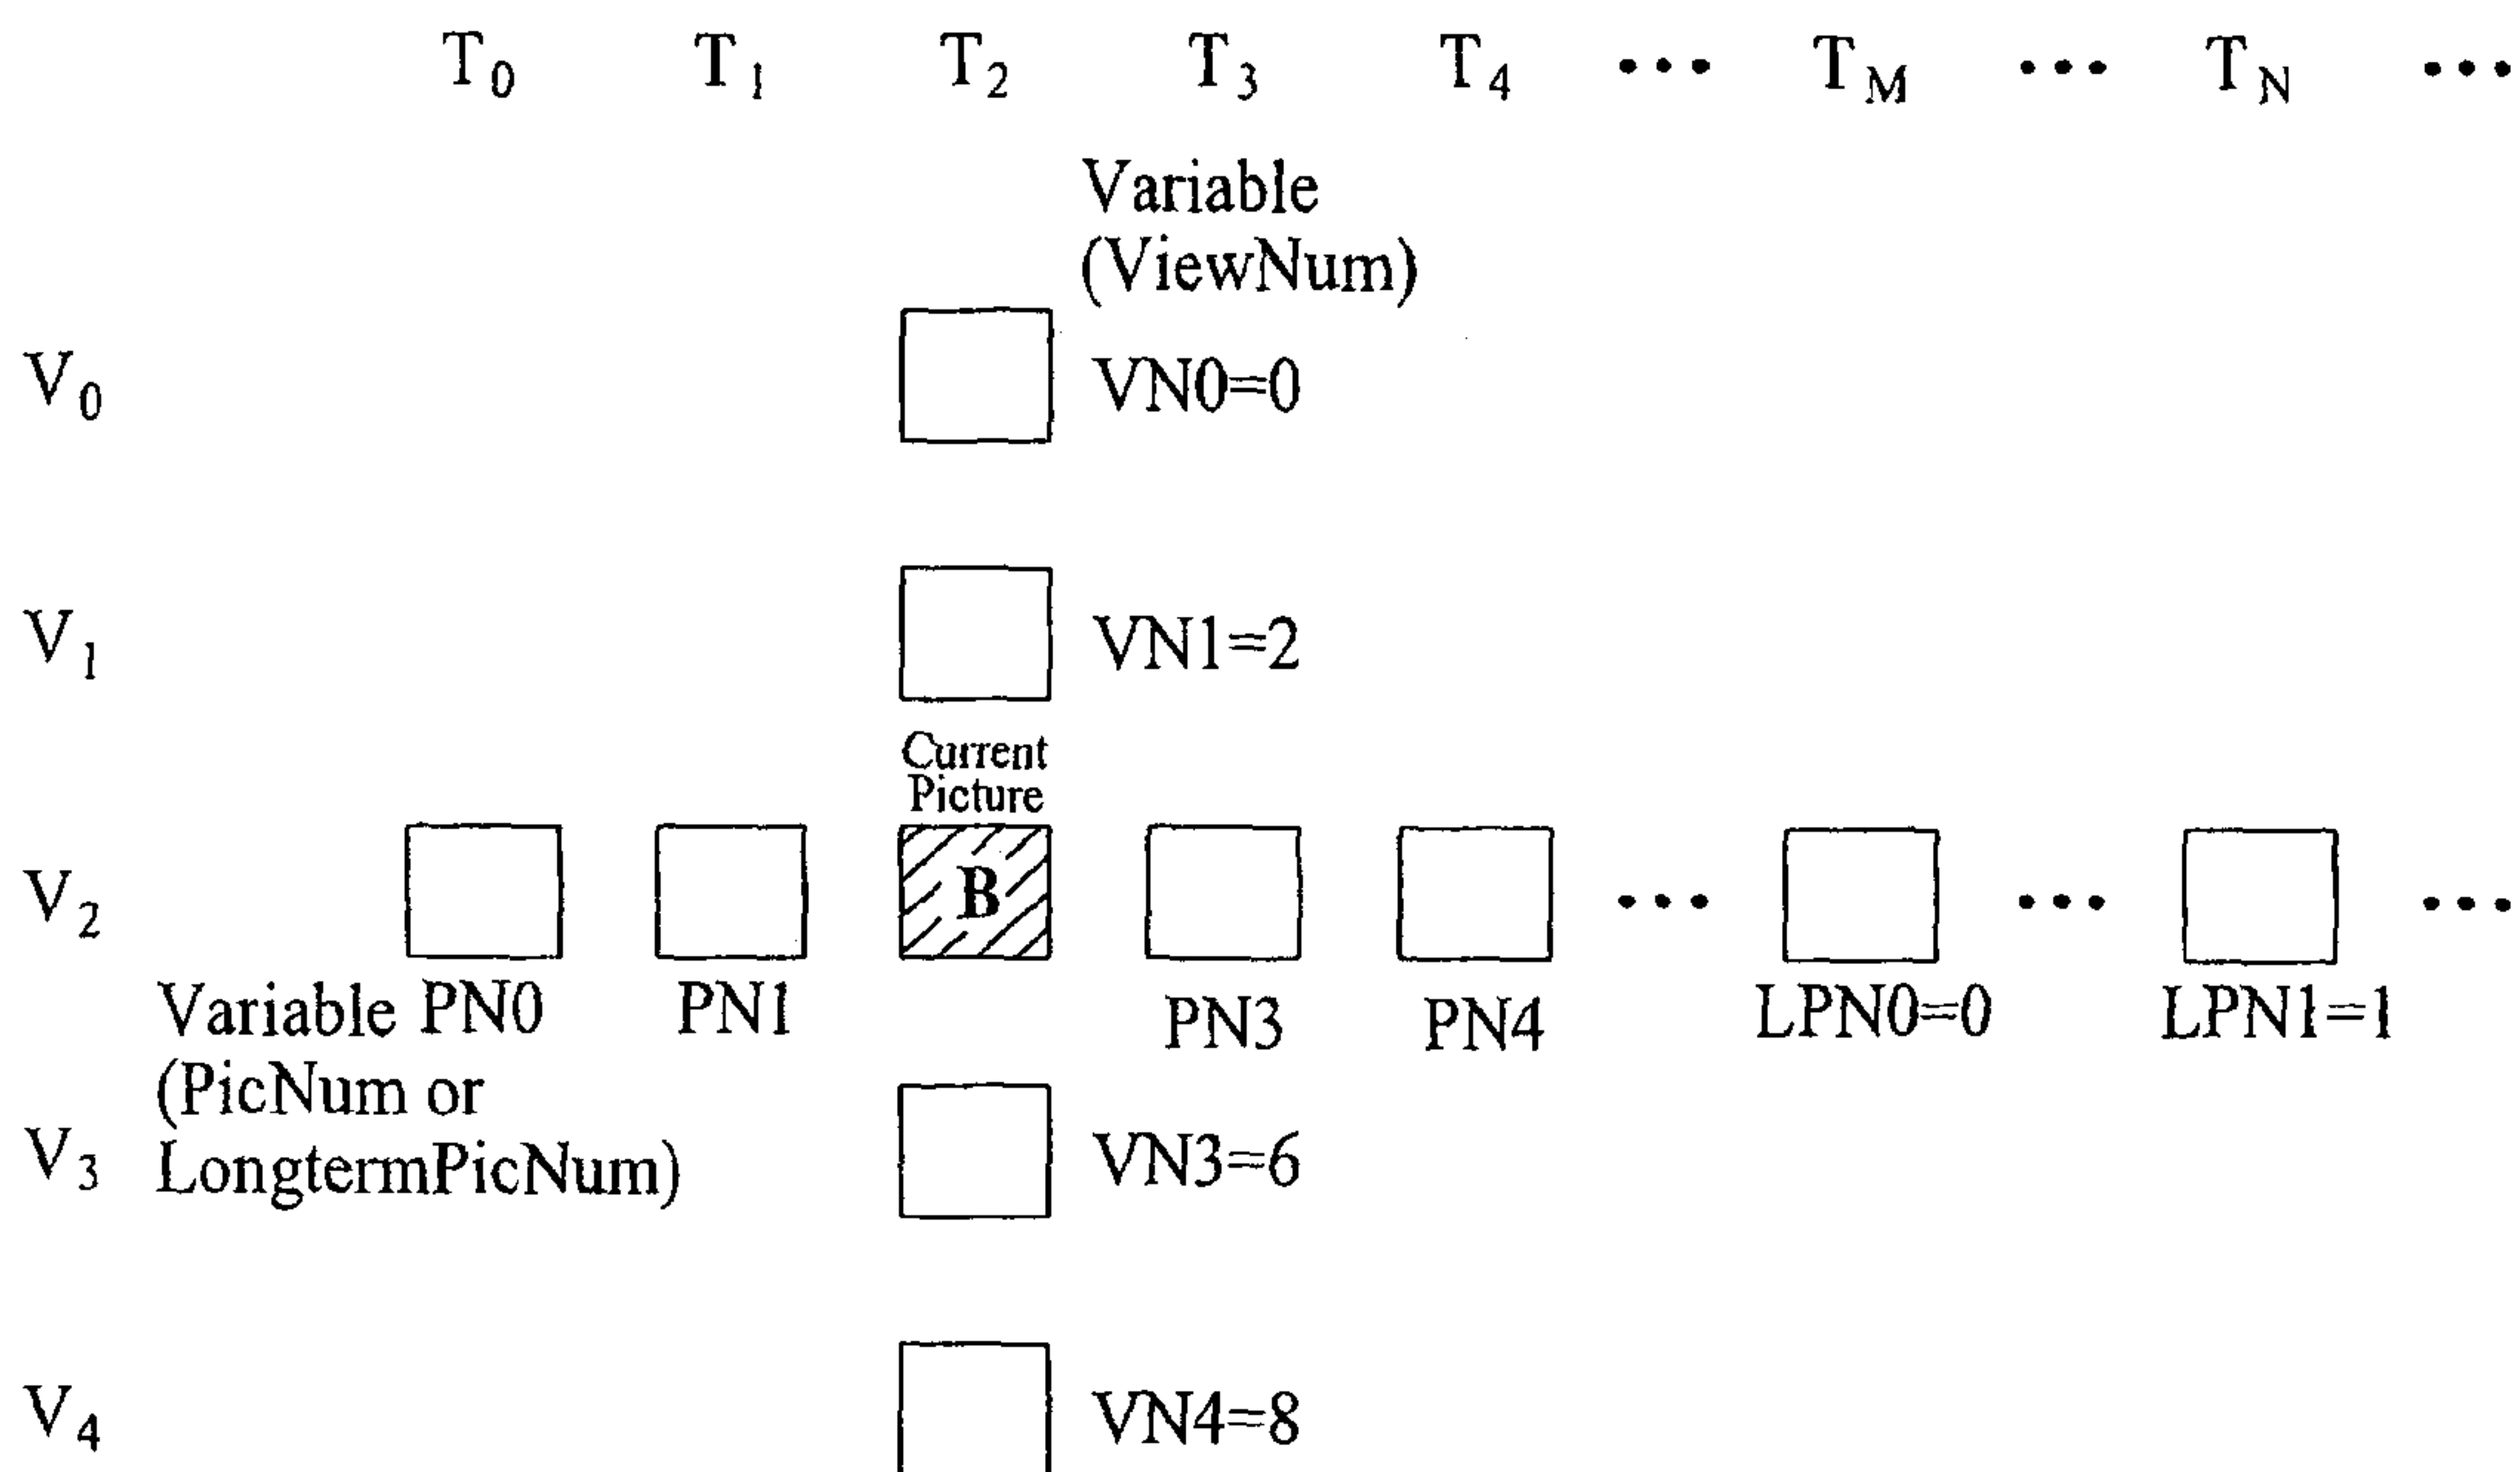 T0 T1 T2 T3 T4 ••• TM ••• TN •••
Variable
(ViewNum)
V0 VN0=0
V1 VN1=2
Current
Picture
V2 B ••• ••• •••
Variable PN0 PN1 PN3 PN4 LPN0=0 LPN1=1
(PicNum or
LongtermPicNum)
V3 VN3=6
V4 VN4=8